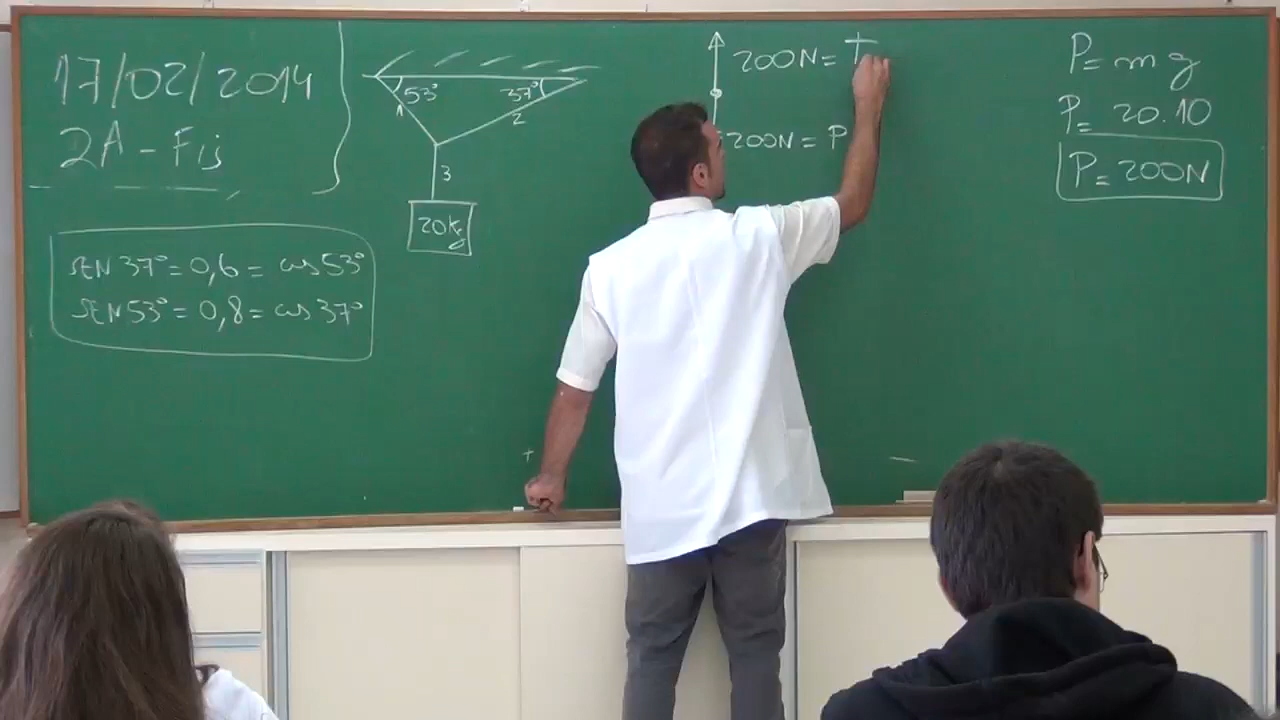 17/02/2014
2A - Fis
SEN 37° = 0,6 = cos 53°
SEN 53° = 0,8 = cos 37°
53° 37°
1 2
3
20kg
200N = T
200N = P
P = m g
P = 20.10
P = 200N